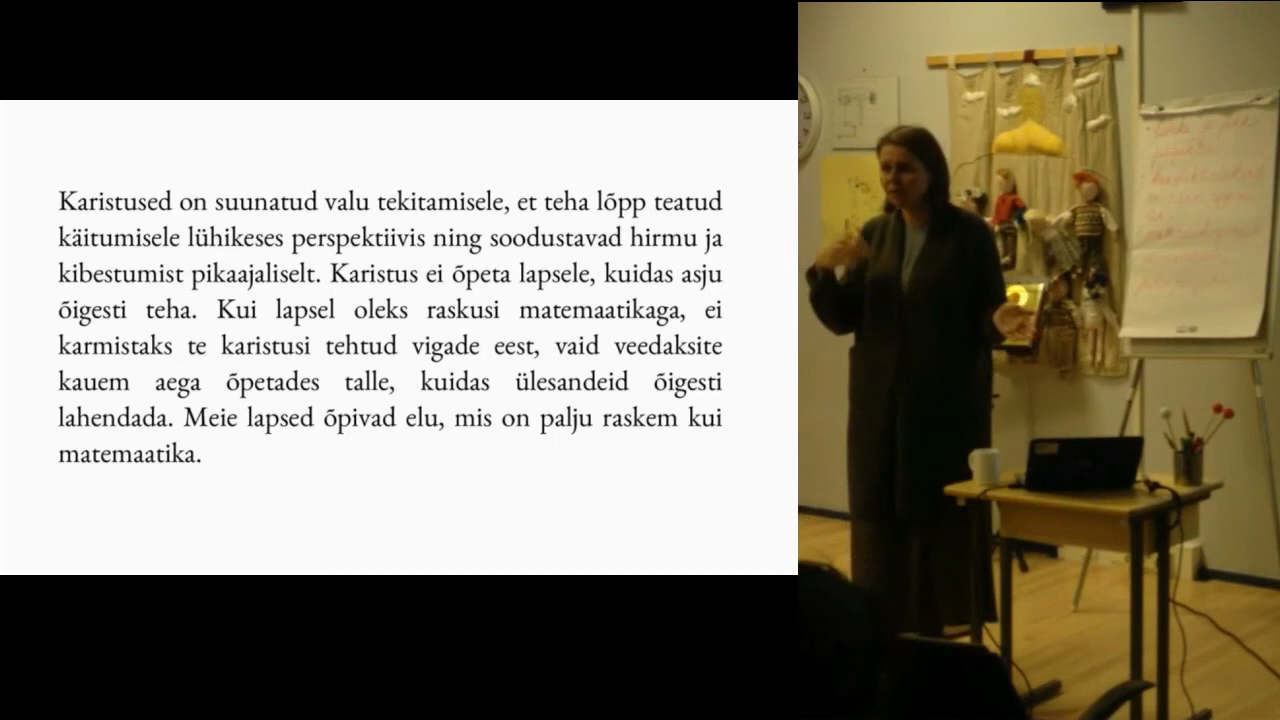 Karistused on suunatud valu tekitamisele, et teha lõpp teatud
käitumisele lühikeses perspektiivis ning soodustavad hirmu ja
kibestumist pikaajaliselt. Karistus ei õpeta lapsele, kuidas asju
õigesti teha. Kui lapsel oleks raskusi matemaatikaga, ei
karmistaks te karistusi tehtud vigade eest, vaid veedaksite
kauem aega õpetades talle, kuidas ülesandeid õigesti
lahendada. Meie lapsed õpivad elu, mis on palju raskem kui
matemaatika.